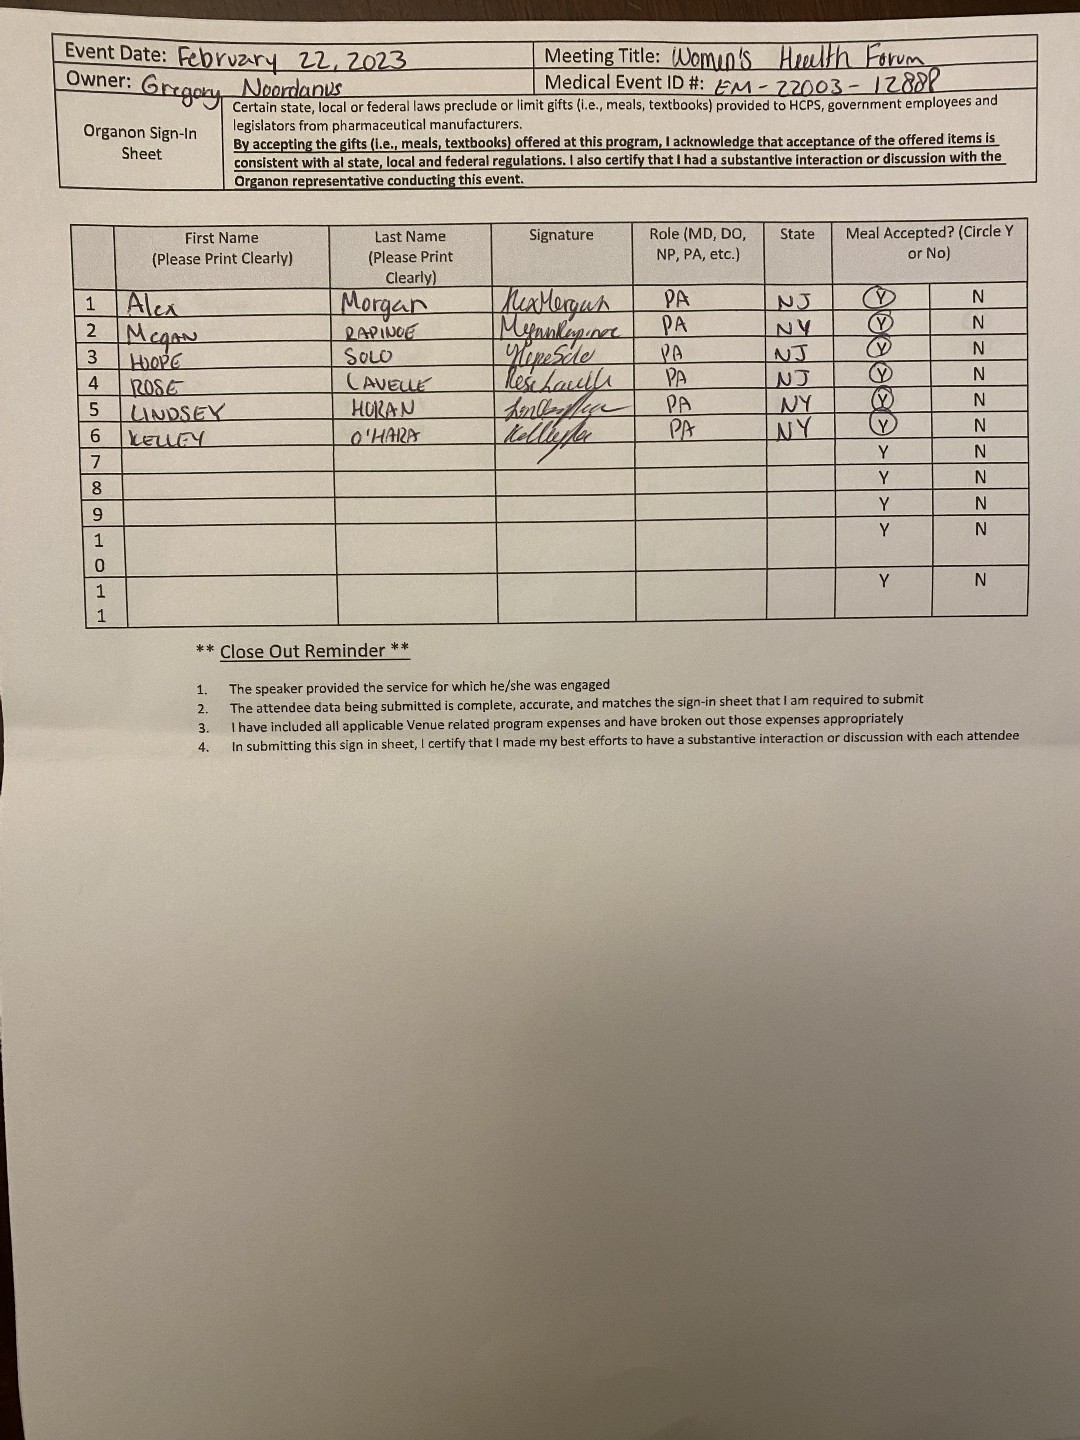 Event Date: February 22, 2023 Meeting Title: Women's Health Forum
Owner: Gregory Noordanus Medical Event ID #: EM-22003-12888
Organon Sign-In Sheet
Certain state, local or federal laws preclude or limit gifts (i.e., meals, textbooks) provided to HCPS, government employees and
legislators from pharmaceutical manufacturers.
By accepting the gifts (i.e., meals, textbooks) offered at this program, I acknowledge that acceptance of the offered items is
consistent with al state, local and federal regulations. I also certify that I had a substantive interaction or discussion with the
Organon representative conducting this event.
First Name (Please Print Clearly) Last Name (Please Print Clearly) Signature Role (MD, DO, NP, PA, etc.) State Meal Accepted? (Circle Y or No)
1 Alex Morgan Alex Morgan PA NJ Y N
2 Megan RAPINOE PA NY Y N
3 HOOPE SOLO Hope Solo PA NJ Y N
4 ROSE LAVELLE Rose Lavelle PA NJ Y N
5 LINDSEY HORAN PA NY Y N
6 KELLEY O'HARA PA NY Y N
7 Y N
8 Y N
9 Y N
10 Y N
11 Y N
** Close Out Reminder **
1. The speaker provided the service for which he/she was engaged
2. The attendee data being submitted is complete, accurate, and matches the sign-in sheet that I am required to submit
3. I have included all applicable Venue related program expenses and have broken out those expenses appropriately
4. In submitting this sign in sheet, I certify that I made my best efforts to have a substantive interaction or discussion with each attendee